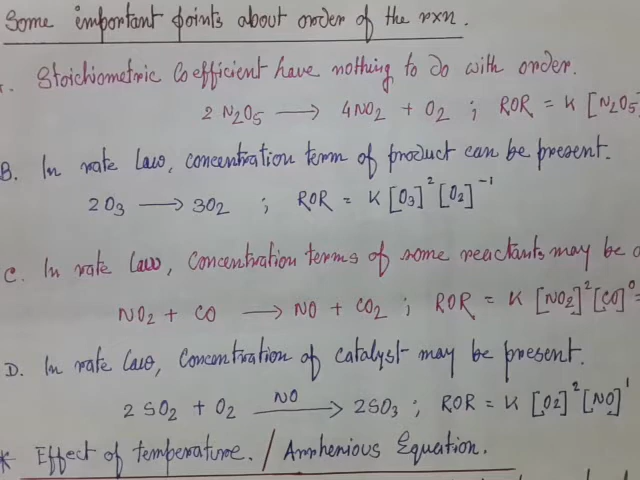 Some important points about order of the rxn.
Stoichiometric Coefficient have nothing to do with order.
2 N2O5 ⟶ 4NO2 + O2 ; ROR = K [N2O5]
B. In rate law, concentration term of product can be present.
2O3 ⟶ 3O2 ; ROR = K [O3]² [O2]⁻¹
C. In rate law, Concentration terms of some reactants may be
NO2 + CO ⟶ NO + CO2 ; ROR = K [NO2]² [CO]⁰ =
D. In rate law, Concentration of catalyst may be present.
NO
2 SO2 + O2 ⟶ 2SO3 ; ROR = K [O2]² [NO]¹
* Effect of temperature. / Arrhenious Equation.